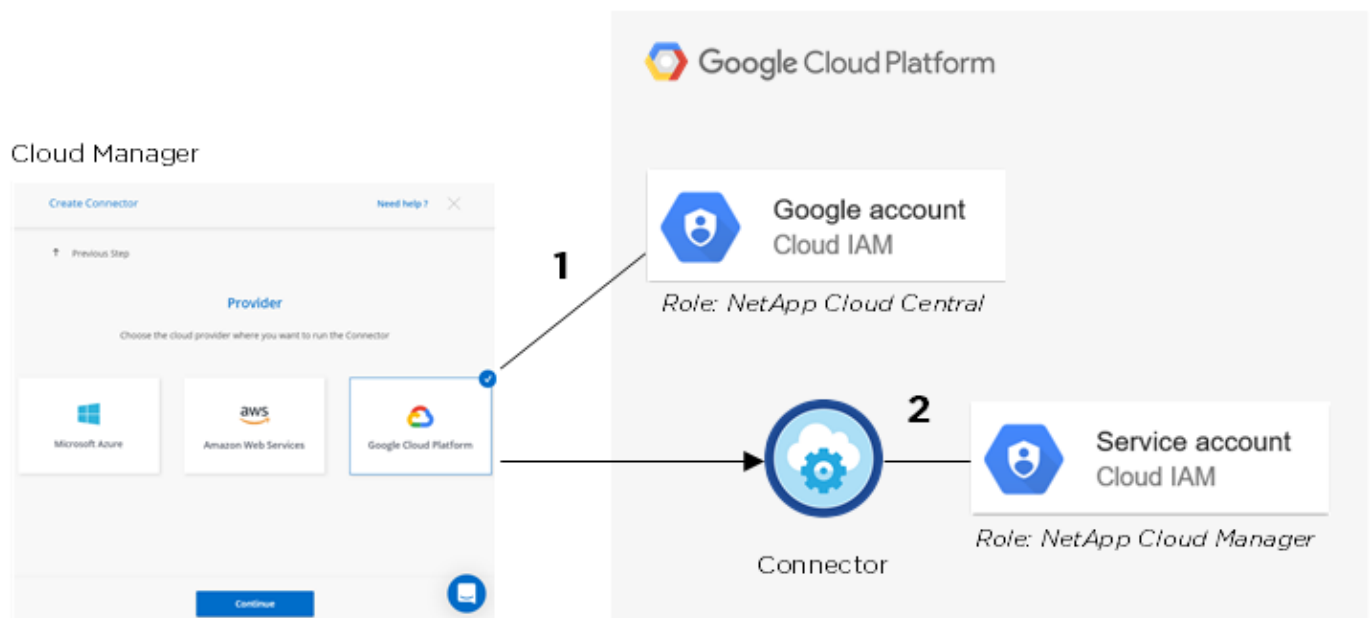 Google Cloud Platform
Cloud Manager
Create Connector
Need help ?
Previous Step
Provider
Choose the cloud provider where you want to run the Connector
Microsoft Azure
aws
Amazon Web Services
Google Cloud Platform
Continue
1
Google account
Cloud IAM
Role: NetApp Cloud Central
Connector
2
Service account
Cloud IAM
Role: NetApp Cloud Manager